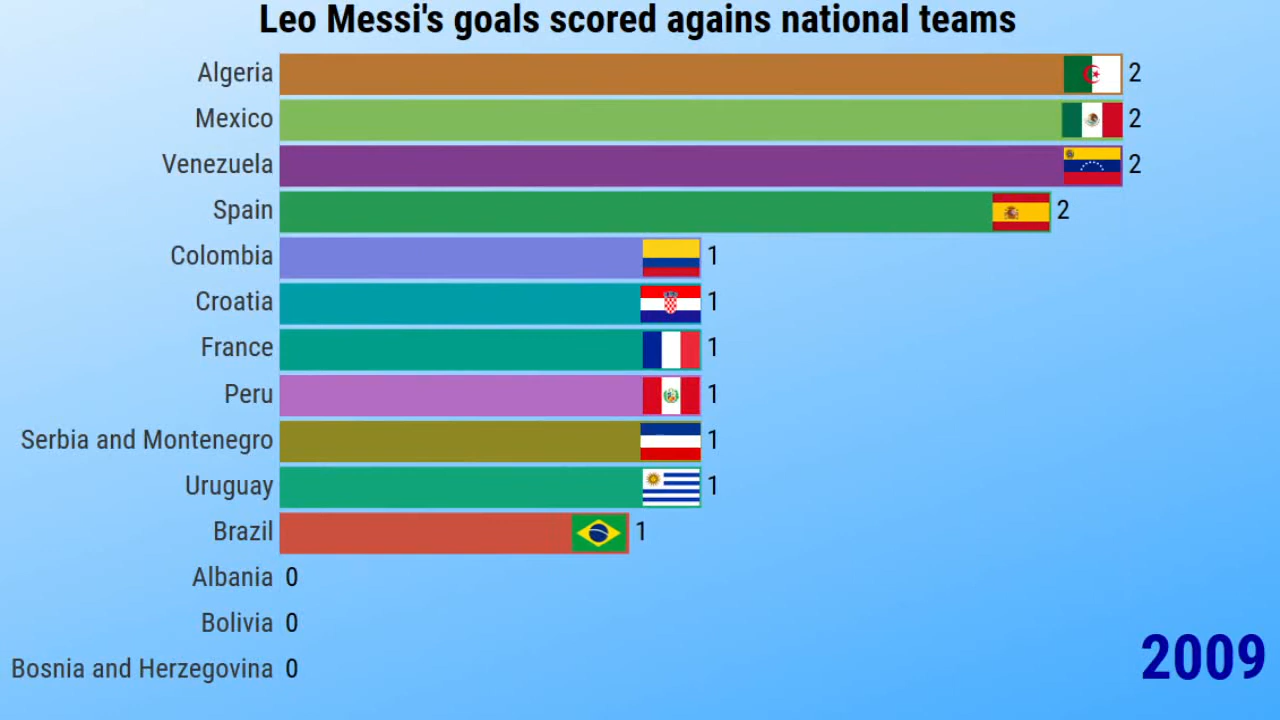 Leo Messi's goals scored agains national teams
Algeria 2
Mexico 2
Venezuela 2
Spain 2
Colombia 1
Croatia 1
France 1
Peru 1
Serbia and Montenegro 1
Uruguay 1
Brazil 1
Albania 0
Bolivia 0
Bosnia and Herzegovina 0
2009